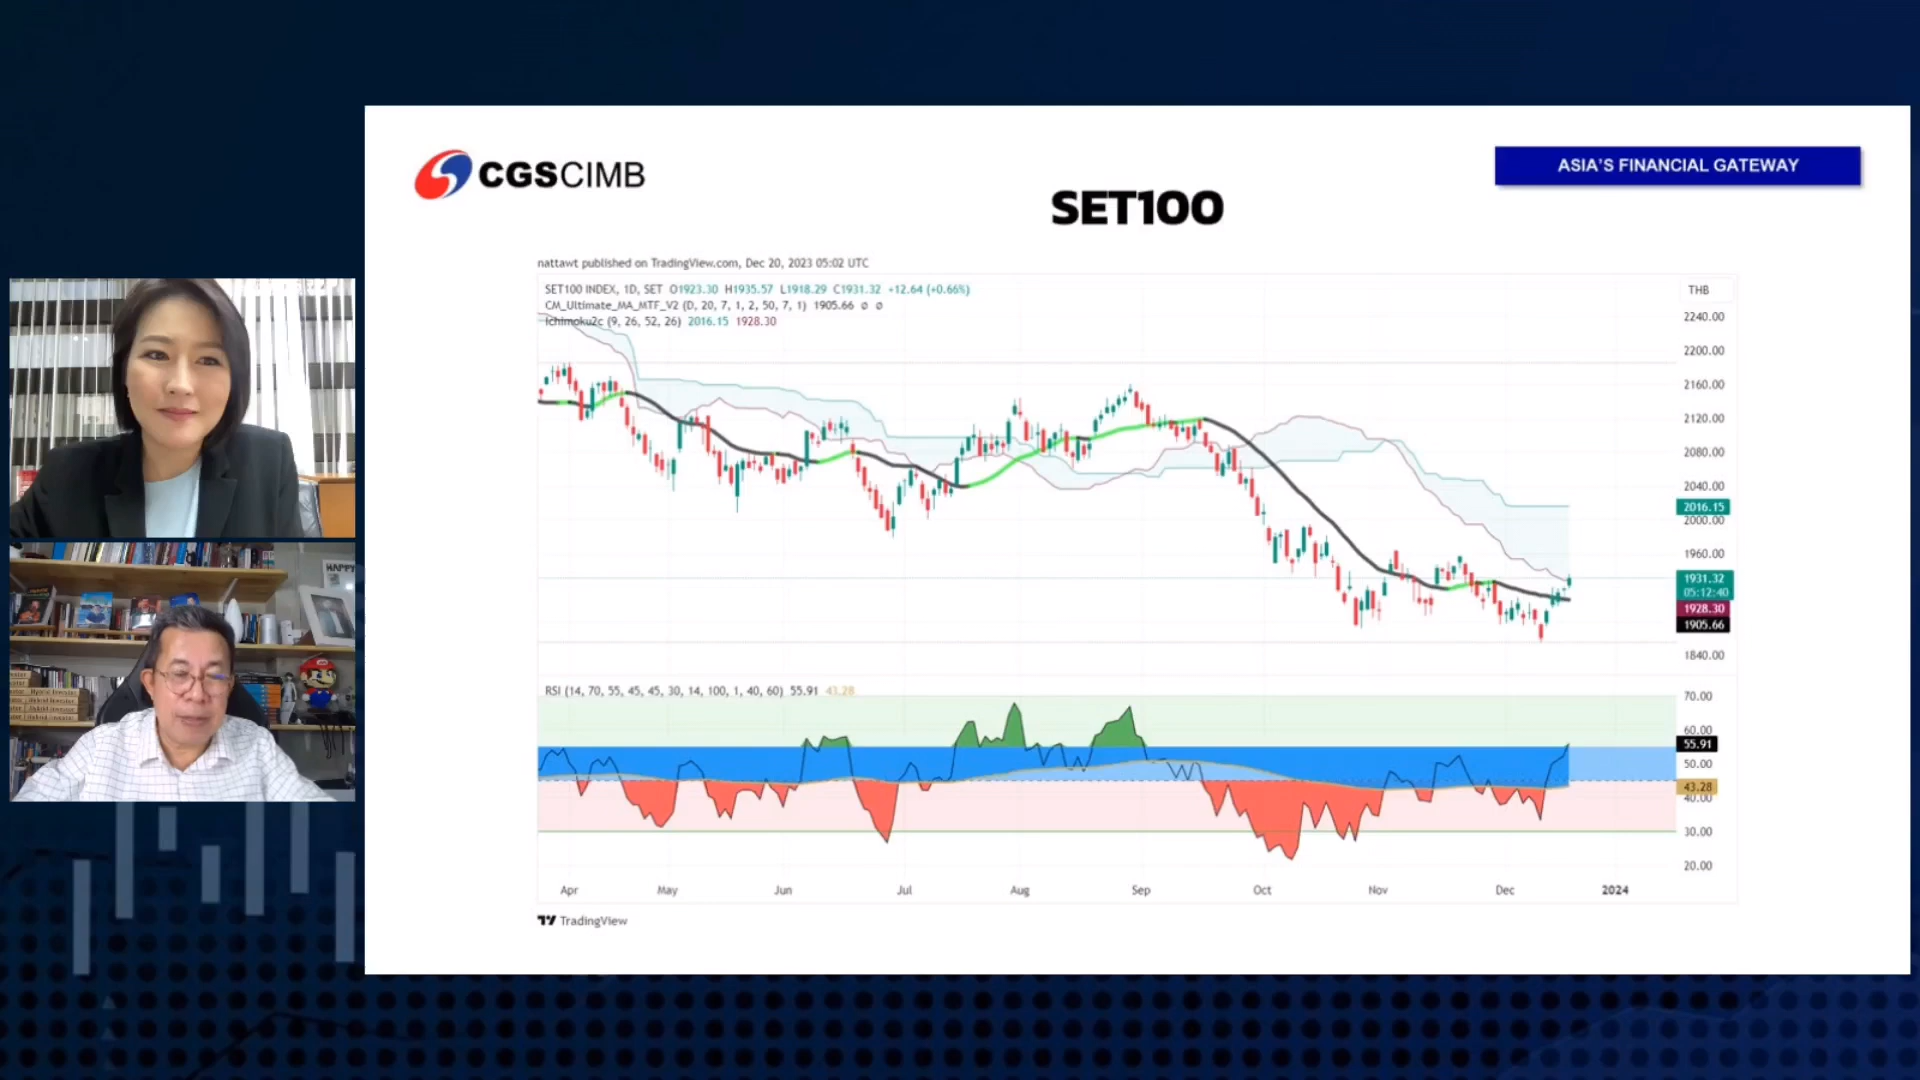 CGSCIMB
ASIA'S FINANCIAL GATEWAY
SET100
nattawt published on TradingView.com, Dec 20, 2023 05:02 UTC
SET100 INDEX, 1D, SET O1923.30 H1935.57 L1918.29 C1931.32 +12.64 (+0.66%)
CM_Ultimate_MA_MTF_V2 (D, 20, 7, 1, 2, 50, 7, 1) 1905.66 ∅ ∅
Ichimoku2c (9, 26, 52, 26) 2016.15 1928.30
THB
2240.00
2200.00
2160.00
2120.00
2080.00
2040.00
2016.15
2000.00
1960.00
1931.32
05:12:40
1928.30
1905.66
1840.00
RSI (14, 70, 55, 45, 45, 30, 14, 100, 1, 40, 60) 55.91 43.28
70.00
60.00
55.91
50.00
43.28
40.00
30.00
20.00
Apr May Jun Jul Aug Sep Oct Nov Dec 2024
TradingView
HAPPY
Hybrid Investor
Hybrid Investor